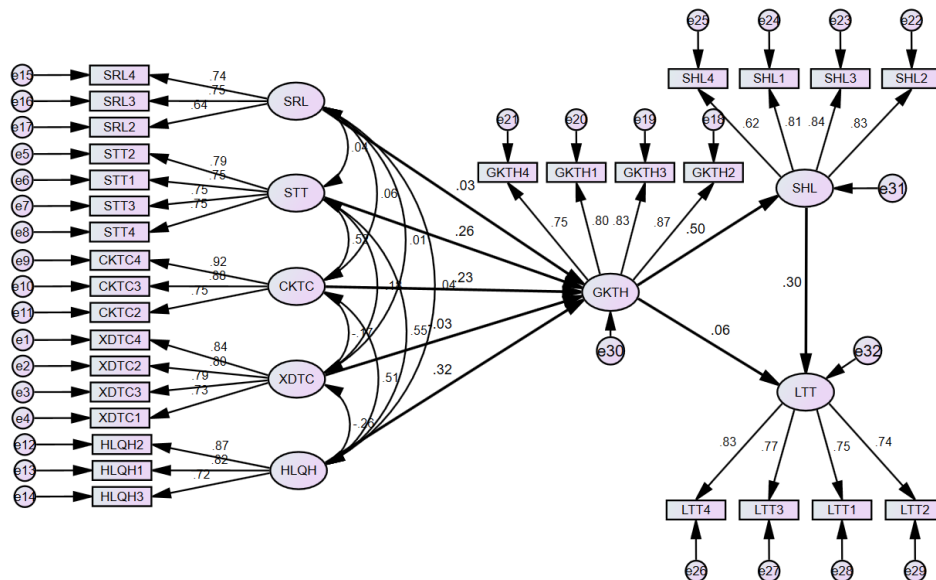 e25 e24 e23 e22
e15 SRL4 .74
SHL4 SHL1 SHL3 SHL2
e16 SRL3 .75 SRL
e17 SRL2 .64
e21 e20 e19 e18
.62 .81 .84 .83
e5 STT2 .79 .04
e6 STT1 .75 STT
GKTH4 GKTH1 GKTH3 GKTH2
.03
SHL e31
e7 STT3 .75 .06
e8 STT4 .75
.75 .80 .83 .87 .50
.26
e9 CKTC4 .92 .52 .01
e10 CKTC3 .88 CKTC .04 .23 GKTH .30
e11 CKTC2 .75
e1 XDTC4 .84 -.17 .55 .03 .06
e2 XDTC2 .80 e30 e32
e3 XDTC3 .79 XDTC .51 .32 LTT
e4 XDTC1 .73
e12 HLQH2 .87 -.26
e13 HLQH1 .82 HLQH
e14 HLQH3 .72
.83 .77 .75 .74
LTT4 LTT3 LTT1 LTT2
e26 e27 e28 e29